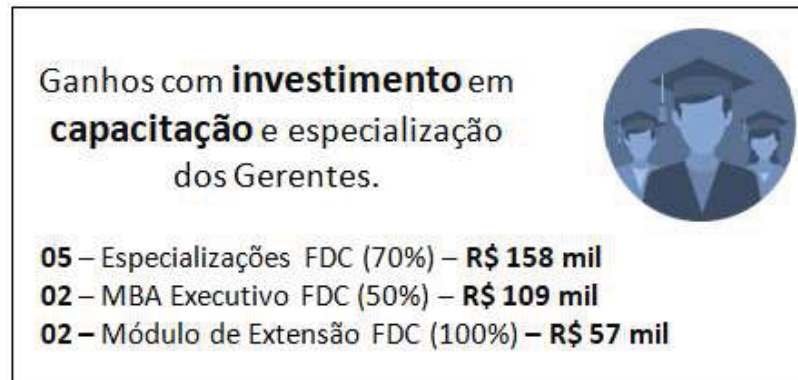 Ganhos com investimento em
capacitação e especialização
dos Gerentes.
05 – Especializações FDC (70%) – R$ 158 mil
02 – MBA Executivo FDC (50%) – R$ 109 mil
02 – Módulo de Extensão FDC (100%) – R$ 57 mil